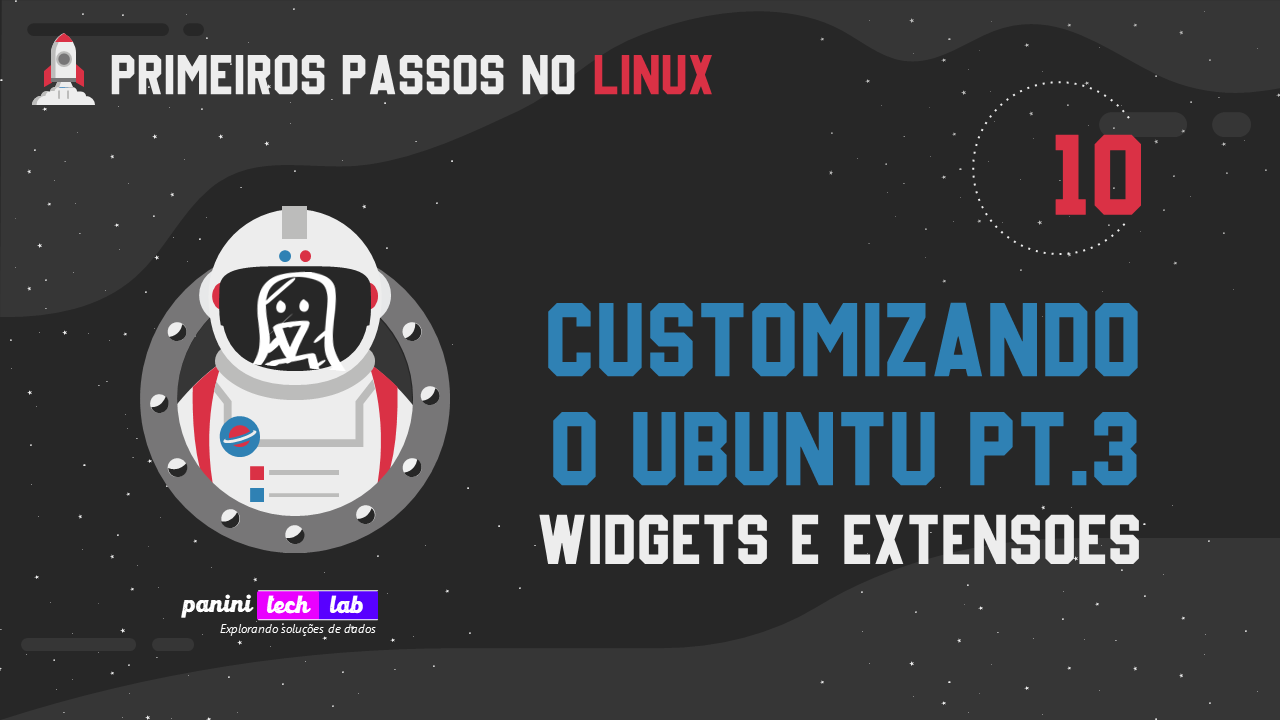 PRIMEIROS PASSOS NO LINUX
10
CUSTOMIZANDO
O UBUNTU PT.3
WIDGETS E EXTENSOES
panini tech lab
Explorando soluções de dados